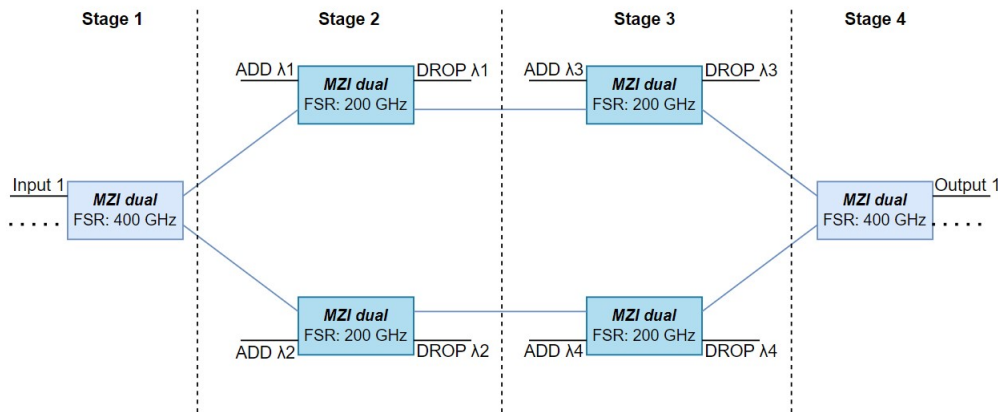 Stage 1
Stage 2
Stage 3
Stage 4
ADD λ1
MZI dual
FSR: 200 GHz
DROP λ1
ADD λ3
MZI dual
FSR: 200 GHz
DROP λ3
Input 1
.....
MZI dual
FSR: 400 GHz
MZI dual
FSR: 400 GHz
Output 1
.....
ADD λ2
MZI dual
FSR: 200 GHz
DROP λ2
ADD λ4
MZI dual
FSR: 200 GHz
DROP λ4